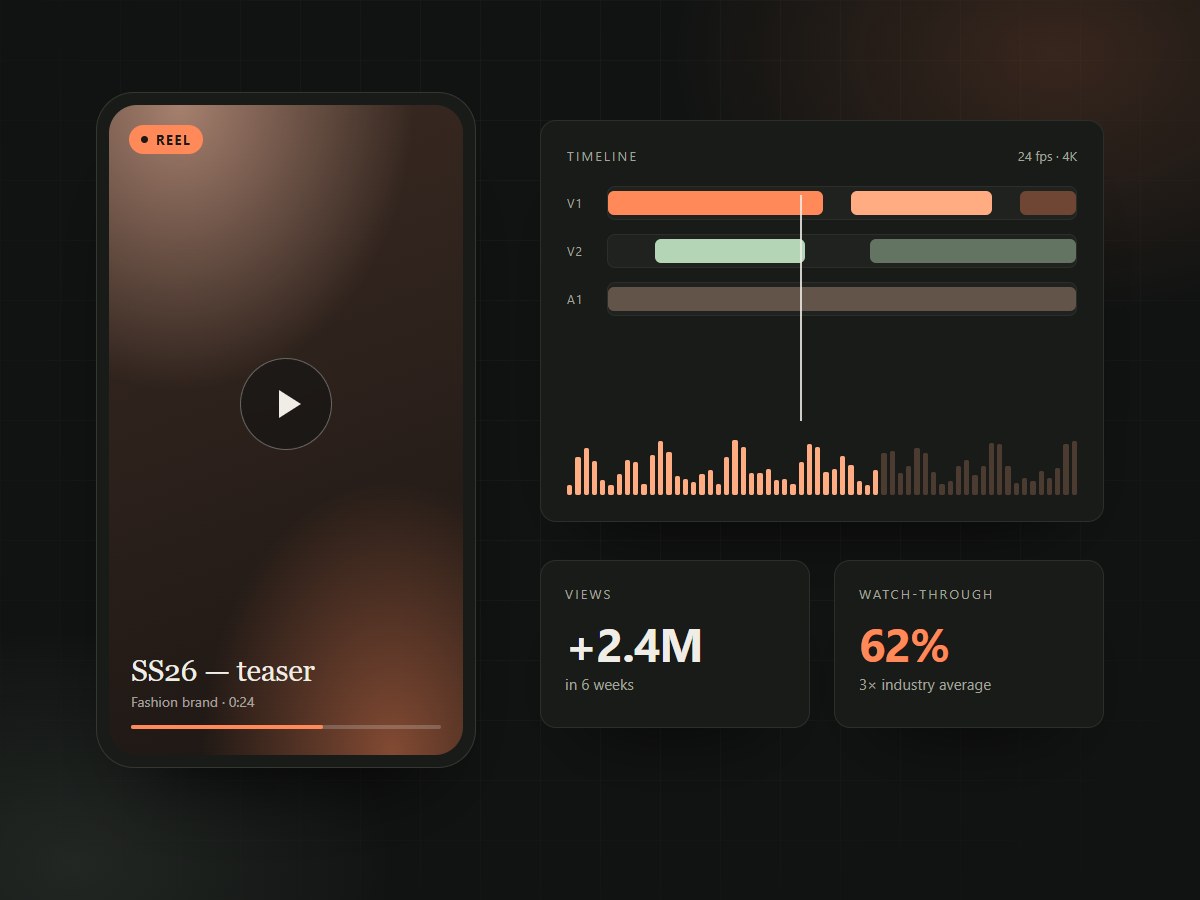 REEL
SS26 — teaser
Fashion brand · 0:24
TIMELINE
24 fps · 4K
V1
V2
A1
VIEWS
+2.4M
in 6 weeks
WATCH-THROUGH
62%
3× industry average